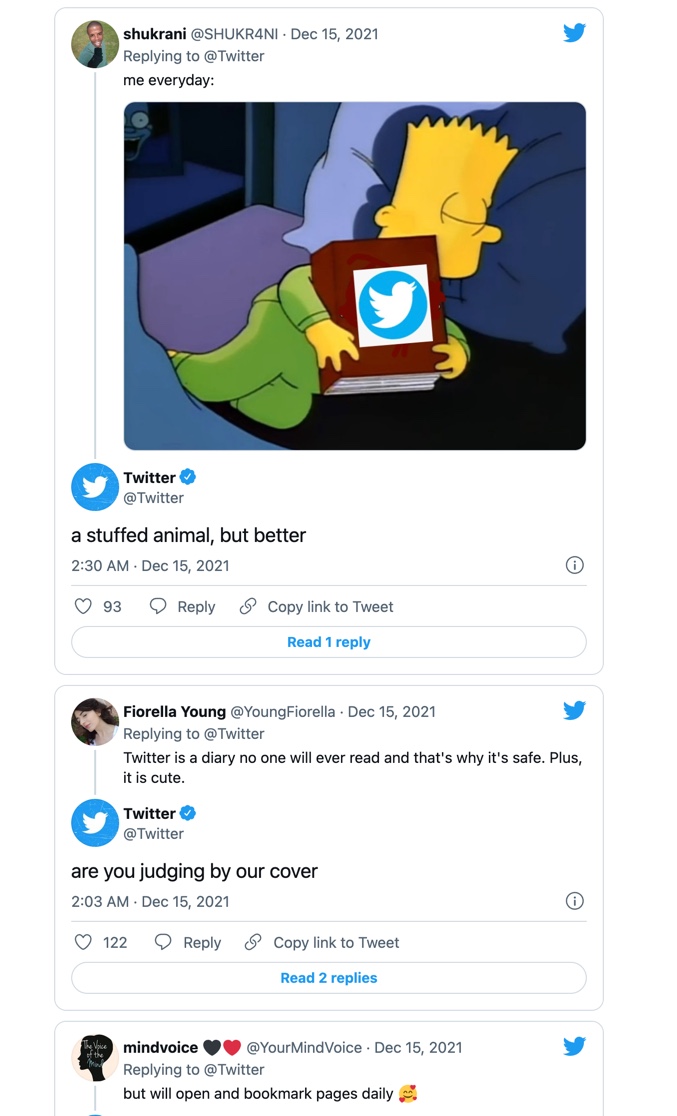 shukrani @SHUKR4NI · Dec 15, 2021
Replying to @Twitter
me everyday:
Twitter
@Twitter
a stuffed animal, but better
2:30 AM · Dec 15, 2021
93 Reply Copy link to Tweet
Read 1 reply
Fiorella Young @YoungFiorella · Dec 15, 2021
Replying to @Twitter
Twitter is a diary no one will ever read and that's why it's safe. Plus,
it is cute.
Twitter
@Twitter
are you judging by our cover
2:03 AM · Dec 15, 2021
122 Reply Copy link to Tweet
Read 2 replies
The Voice
of the
Mind
mindvoice 🖤❤️ @YourMindVoice · Dec 15, 2021
Replying to @Twitter
but will open and bookmark pages daily 🥰